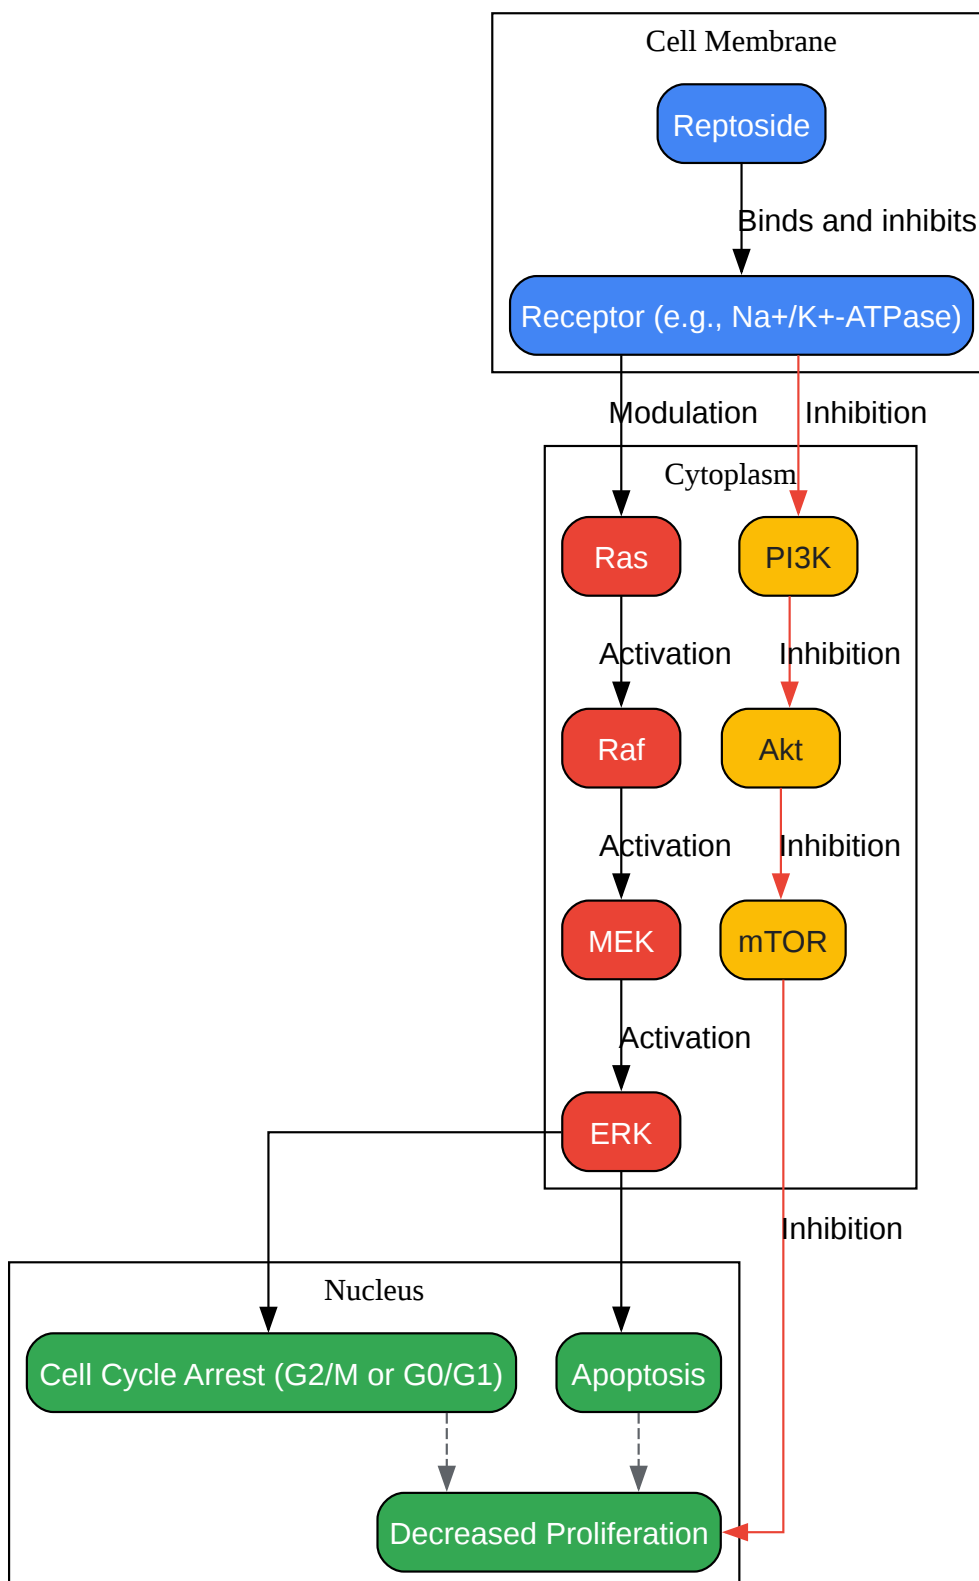 Cell Membrane
Reptoside
Binds and inhibits
Receptor (e.g., Na+/K+-ATPase)
Modulation
Inhibition
Cytoplasm
Ras
PI3K
Activation
Inhibition
Raf
Akt
Activation
Inhibition
MEK
mTOR
Activation
ERK
Inhibition
Nucleus
Cell Cycle Arrest (G2/M or G0/G1)
Apoptosis
Decreased Proliferation